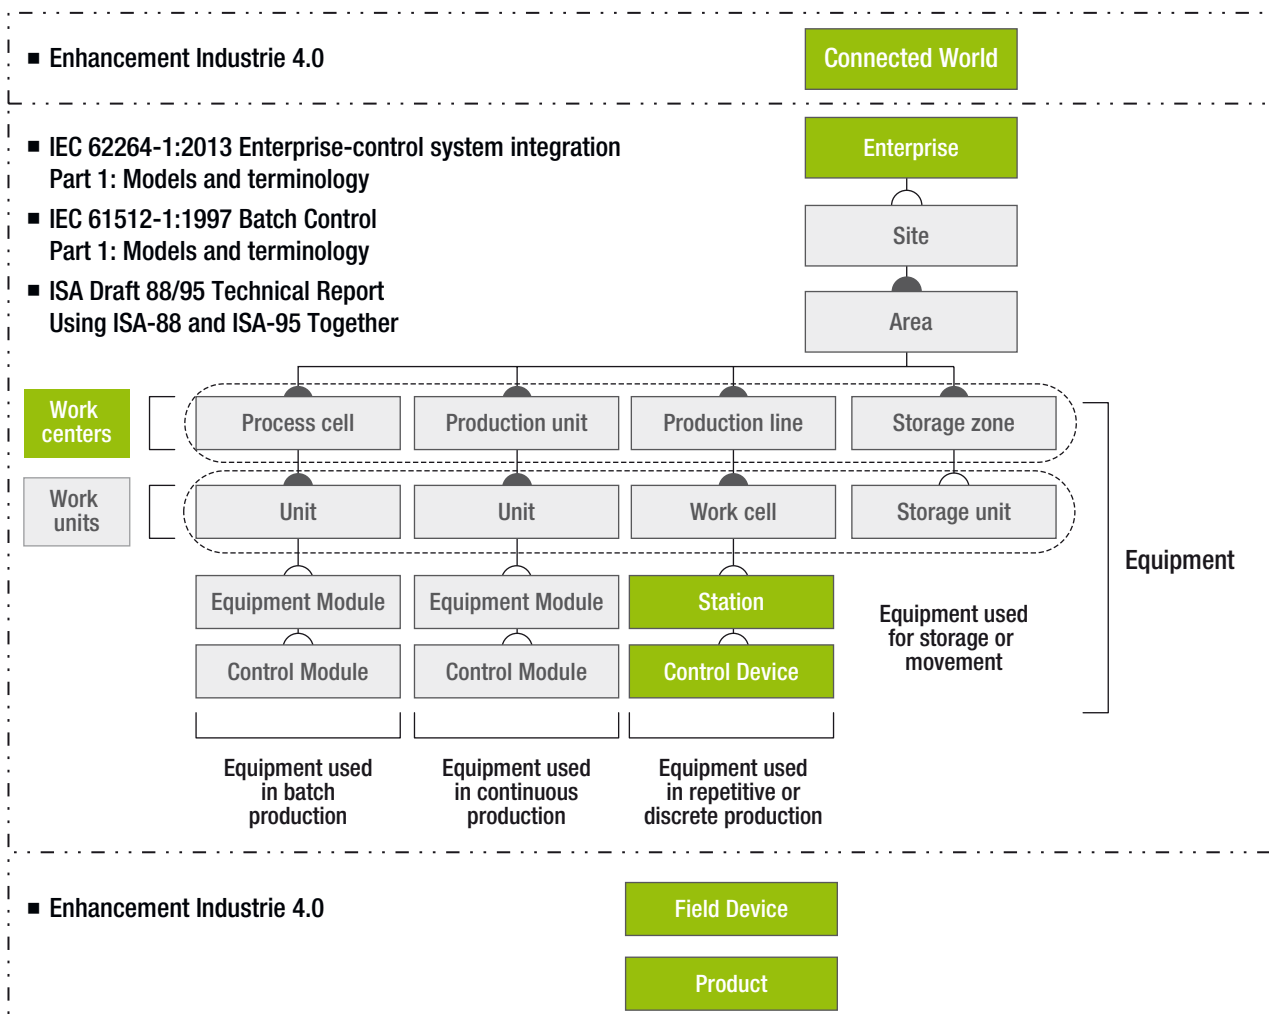 ■ Enhancement Industrie 4.0
Connected World
■ IEC 62264-1:2013 Enterprise-control system integration
Part 1: Models and terminology
■ IEC 61512-1:1997 Batch Control
Part 1: Models and terminology
■ ISA Draft 88/95 Technical Report
Using ISA-88 and ISA-95 Together
Enterprise
Site
Area
Work
centers
Process cell
Production unit
Production line
Storage zone
Work
units
Unit
Unit
Work cell
Storage unit
Equipment
Equipment Module
Equipment Module
Station
Equipment used
for storage or
movement
Control Module
Control Module
Control Device
Equipment used
in batch
production
Equipment used
in continuous
production
Equipment used
in repetitive or
discrete production
■ Enhancement Industrie 4.0
Field Device
Product